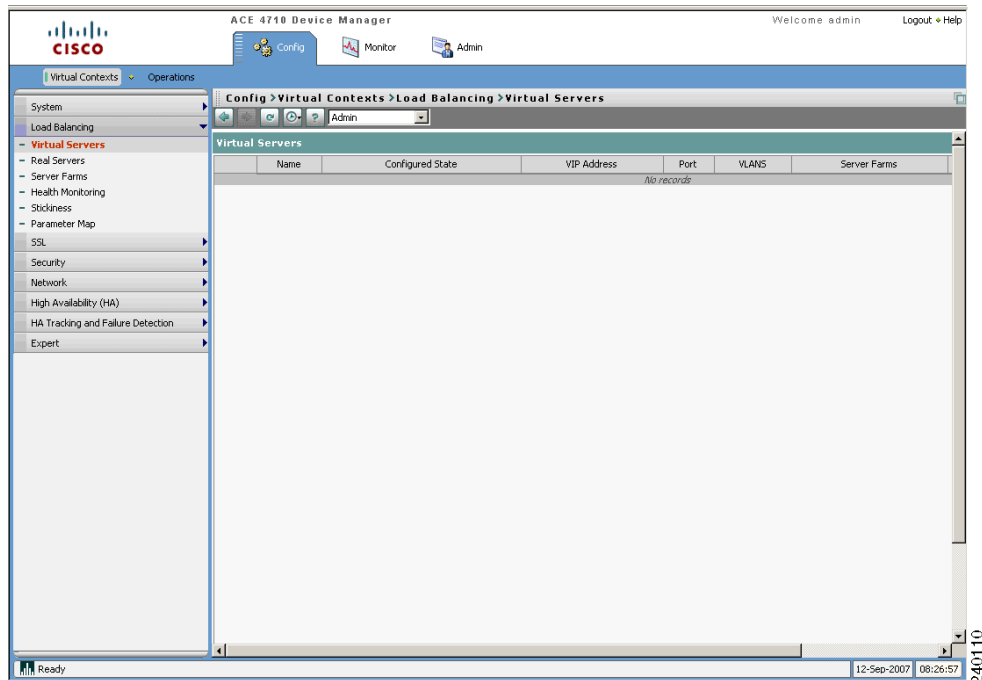 ACE 4710 Device Manager
Welcome admin
Logout Help
CISCO
Config
Monitor
Admin
Virtual Contexts
Operations
System
Load Balancing
Virtual Servers
Real Servers
Server Farms
Health Monitoring
Stickiness
Parameter Map
SSL
Security
Network
High Availability (HA)
HA Tracking and Failure Detection
Expert
Config > Virtual Contexts > Load Balancing > Virtual Servers
? Admin
Virtual Servers
Name Configured State VIP Address Port VLANS Server Farms
No records
Ready
12-Sep-2007 08:26:57
240110